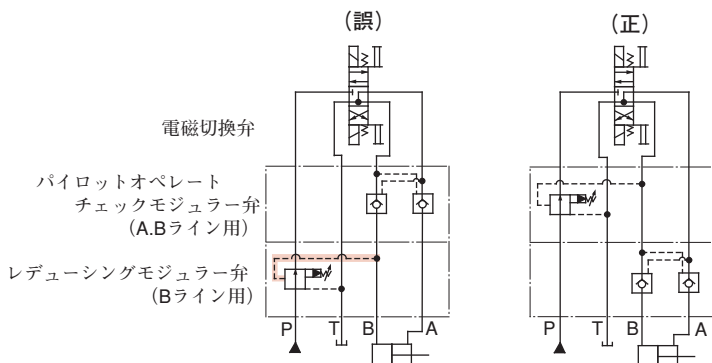 (誤)
(正)
電磁切換弁
パイロットオペレート
チェックモジュラー弁
(A.Bライン用)
レデューシングモジュラー弁
(Bライン用)
P T B A
P T B A